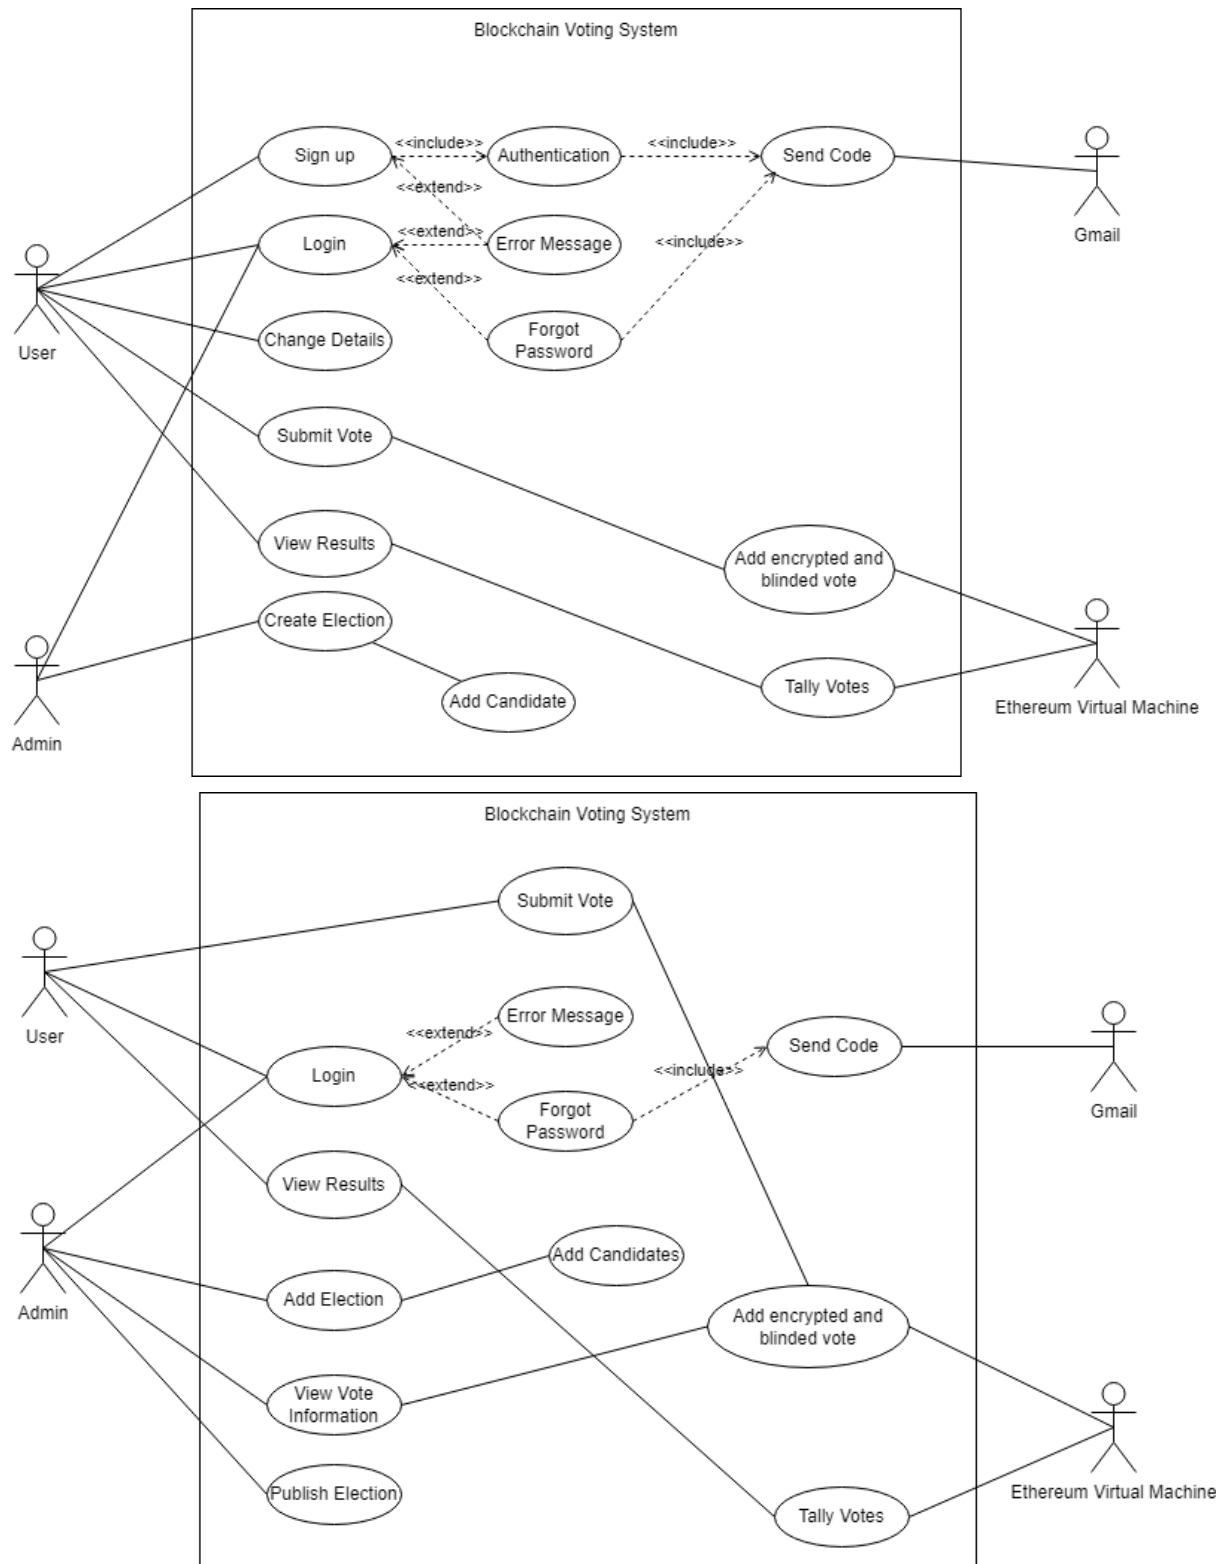 Blockchain Voting System
Sign up
<<include>>
Authentication
<<include>>
Send Code
<<extend>>
Gmail
Login
<<extend>>
Error Message
<<include>>
<<extend>>
User
Change Details
Forgot
Password
Submit Vote
View Results
Add encrypted and
blinded vote
Create Election
Add Candidate
Tally Votes
Ethereum Virtual Machine
Admin
Blockchain Voting System
Submit Vote
User
Error Message
<<extend>>
Send Code
Login
<<extend>>
<<include>>
Forgot
Password
Gmail
View Results
Add Candidates
Admin
Add Election
Add encrypted and
blinded vote
View Vote
Information
Publish Election
Ethereum Virtual Machine
Tally Votes